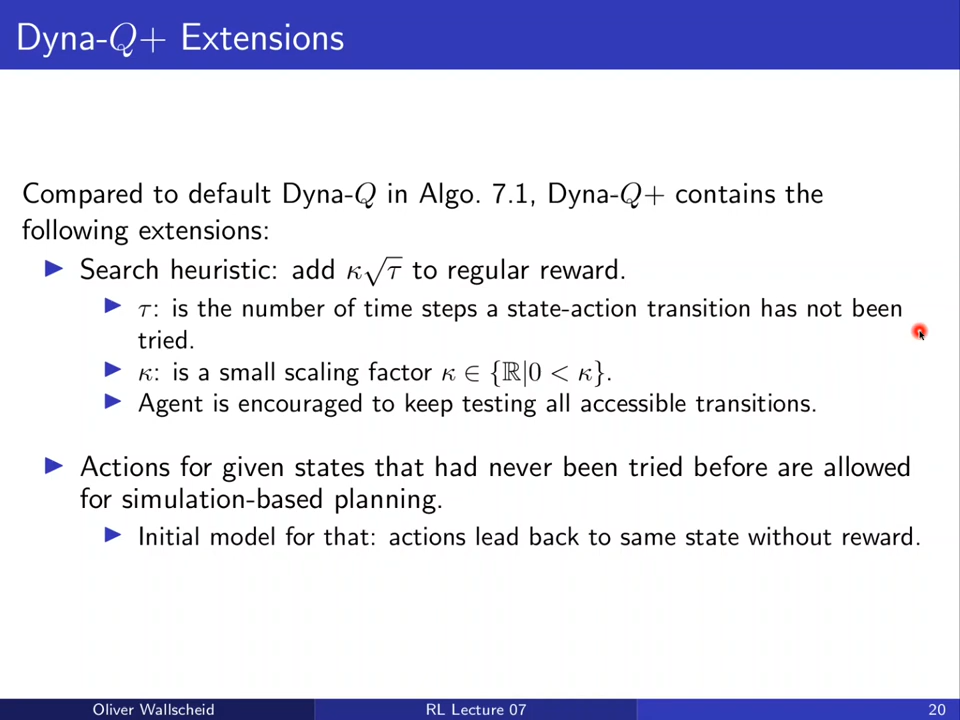 Dyna-Q+ Extensions
Compared to default Dyna-Q in Algo. 7.1, Dyna-Q+ contains the
following extensions:
▶ Search heuristic: add κ√τ to regular reward.
▶ τ: is the number of time steps a state-action transition has not been
tried.
▶ κ: is a small scaling factor κ ∈ {ℝ|0 < κ}.
▶ Agent is encouraged to keep testing all accessible transitions.
▶ Actions for given states that had never been tried before are allowed
for simulation-based planning.
▶ Initial model for that: actions lead back to same state without reward.
Oliver Wallscheid RL Lecture 07 20